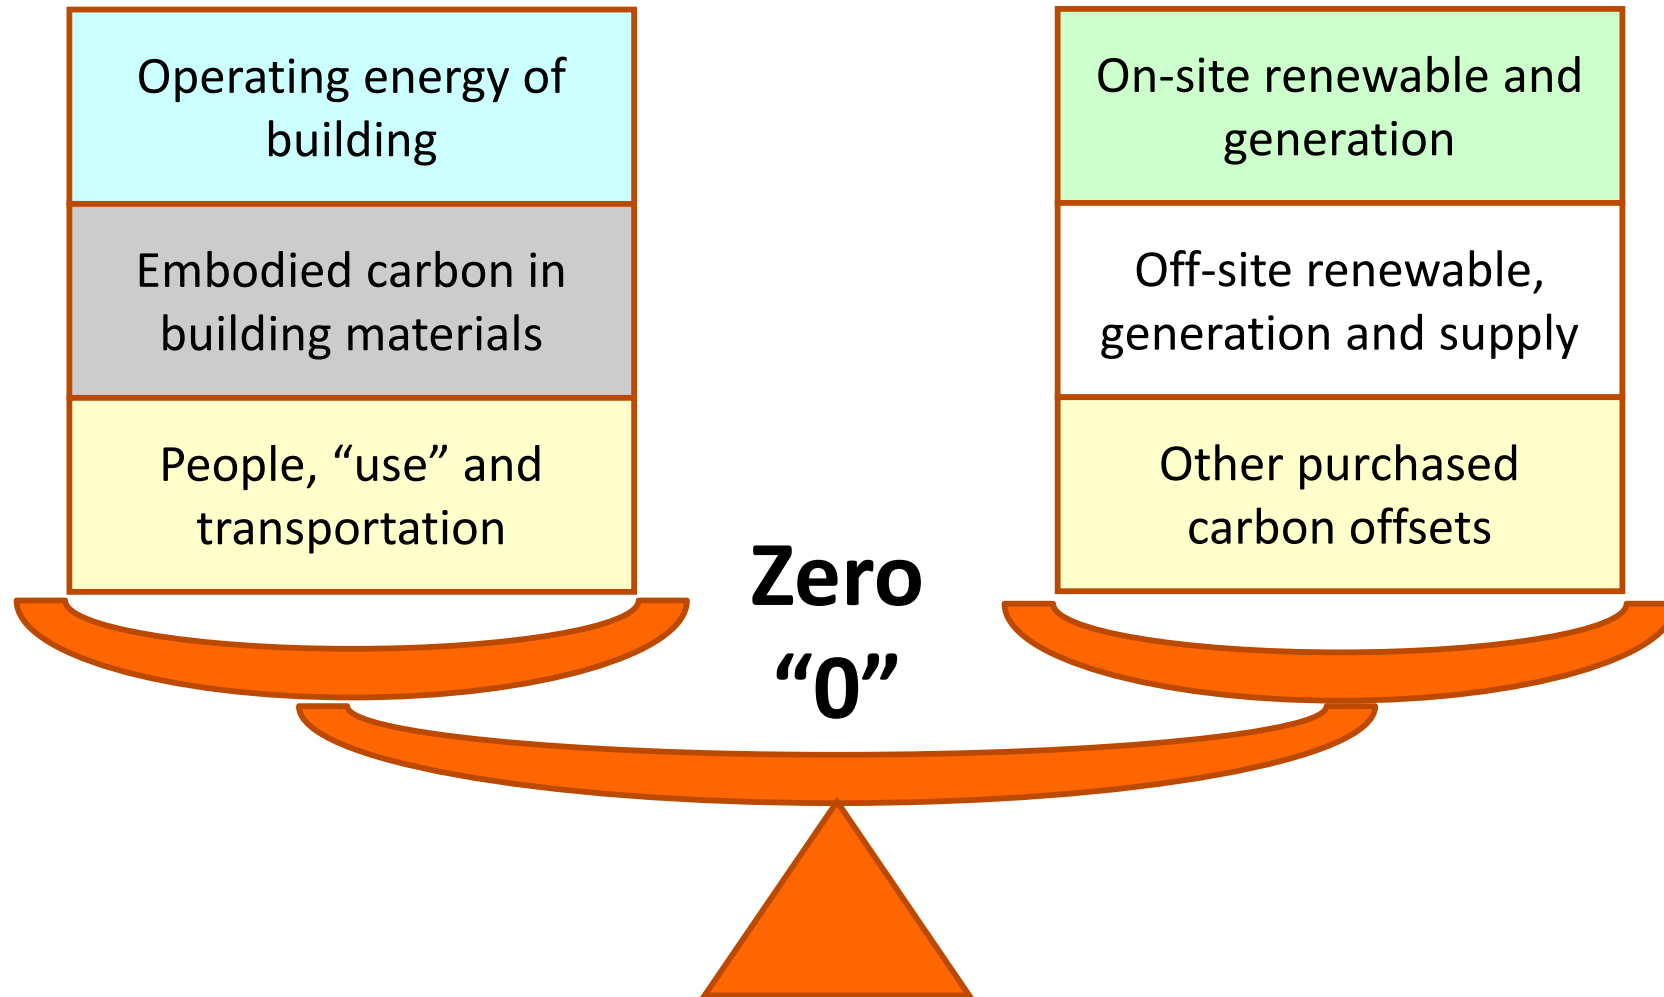 Operating energy of
building
Embodied carbon in
building materials
People, “use” and
transportation
Zero
“0”
On-site renewable and
generation
Off-site renewable,
generation and supply
Other purchased
carbon offsets